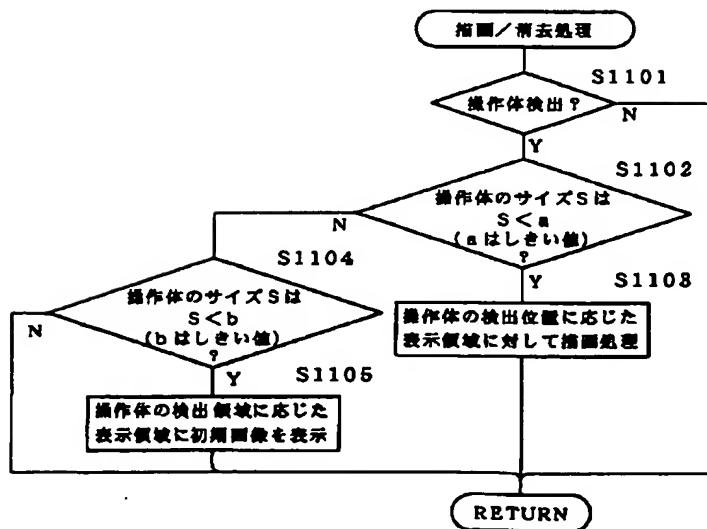 描画／消去処理
S1101
操作体検出？
N
Y
S1102
操作体のサイズSは
S＜a
(aはしきい値)
？
N
Y
S1103
操作体の検出位置に応じた
表示領域に対して描画処理
S1104
操作体のサイズSは
S＜b
(bはしきい値)
？
N
Y
S1105
操作体の検出領域に応じた
表示領域に初期画像を表示
RETURN